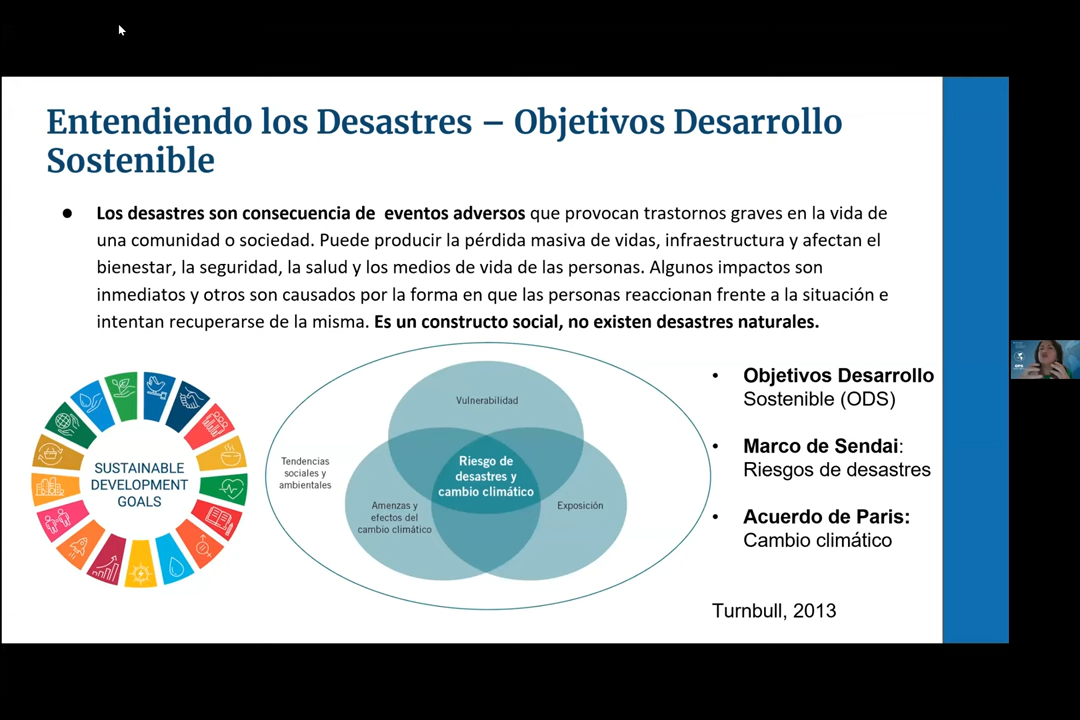 Entendiendo los Desastres – Objetivos Desarrollo
Sostenible
● Los desastres son consecuencia de eventos adversos que provocan trastornos graves en la vida de
una comunidad o sociedad. Puede producir la pérdida masiva de vidas, infraestructura y afectan el
bienestar, la seguridad, la salud y los medios de vida de las personas. Algunos impactos son
inmediatos y otros son causados por la forma en que las personas reaccionan frente a la situación e
intentan recuperarse de la misma. Es un constructo social, no existen desastres naturales.
SUSTAINABLE
DEVELOPMENT
GOALS
Tendencias
sociales y
ambientales
Vulnerabilidad
Riesgo de
desastres y
cambio climático
Amenzas y
efectos del
cambio climático
Exposición
• Objetivos Desarrollo
Sostenible (ODS)
• Marco de Sendai:
Riesgos de desastres
• Acuerdo de Paris:
Cambio climático
Turnbull, 2013